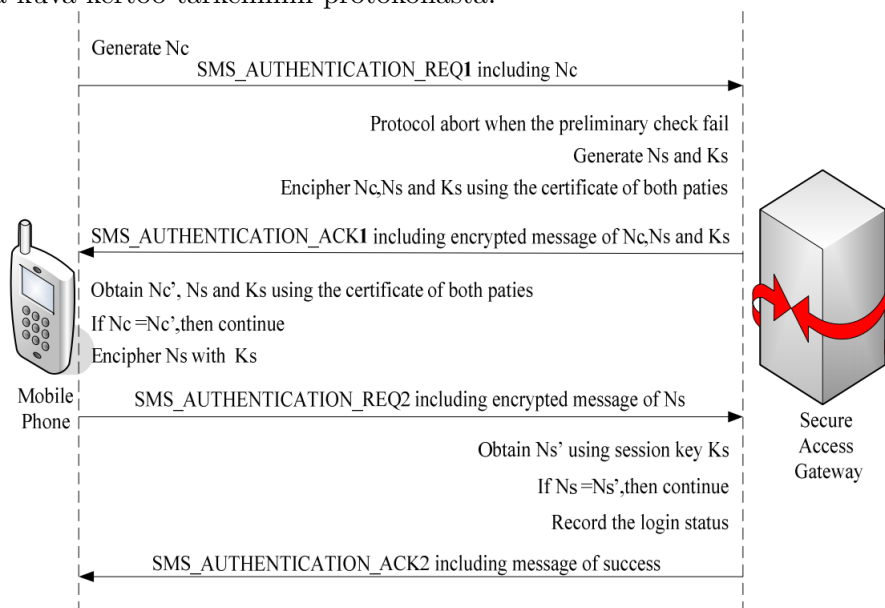 kuva kertoo tarkemmin protokollasta.
Generate Nc
SMS_AUTHENTICATION_REQ1 including Nc
Protocol abort when the preliminary check fail
Generate Ns and Ks
Encipher Nc,Ns and Ks using the certificate of both paties
SMS_AUTHENTICATION_ACK1 including encrypted message of Nc,Ns and Ks
Obtain Nc', Ns and Ks using the certificate of both paties
If Nc =Nc',then continue
Encipher Ns with Ks
Mobile
Phone
SMS_AUTHENTICATION_REQ2 including encrypted message of Ns
Secure
Access
Gateway
Obtain Ns' using session key Ks
If Ns =Ns',then continue
Record the login status
SMS_AUTHENTICATION_ACK2 including message of success